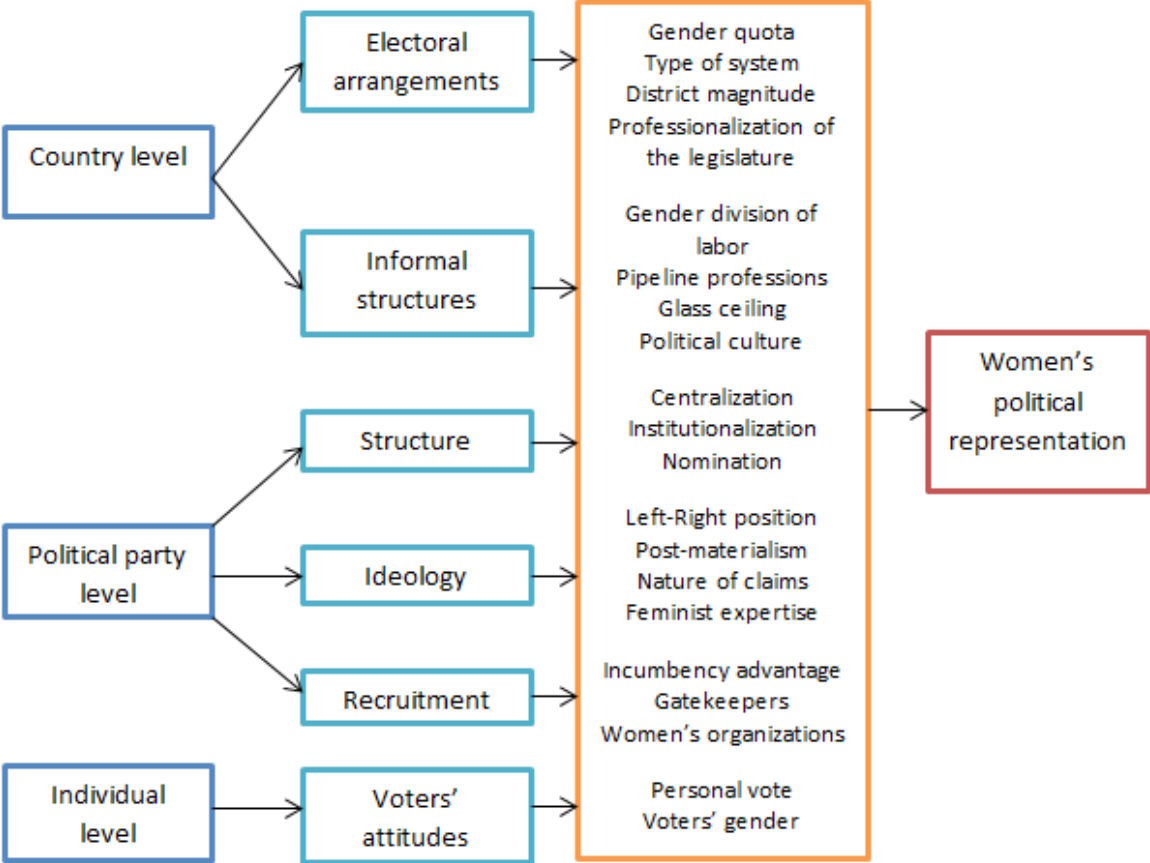 Country level
Political party
level
Individual
level
Electoral
arrangements
Informal
structures
Structure
Ideology
Recruitment
Voters’
attitudes
Gender quota
Type of system
District magnitude
Professionalization of
the legislature
Gender division of
labor
Pipeline professions
Glass ceiling
Political culture
Centralization
Institutionalization
Nomination
Left-Right position
Post-materialism
Nature of claims
Feminist expertise
Incumbency advantage
Gatekeepers
Women’s organizations
Personal vote
Voters’ gender
Women’s
political
representation